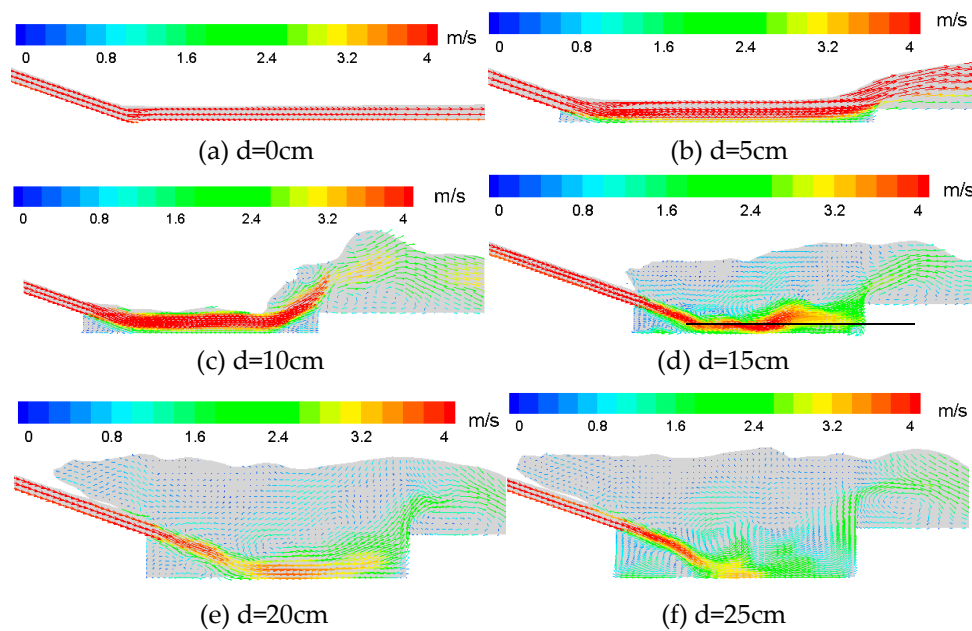 m/s
0 0.8 1.6 2.4 3.2 4
(a) d=0cm
m/s
0 0.8 1.6 2.4 3.2 4
(b) d=5cm
m/s
0 0.8 1.6 2.4 3.2 4
(c) d=10cm
m/s
0 0.8 1.6 2.4 3.2 4
(d) d=15cm
m/s
0 0.8 1.6 2.4 3.2 4
(e) d=20cm
m/s
0 0.8 1.6 2.4 3.2 4
(f) d=25cm